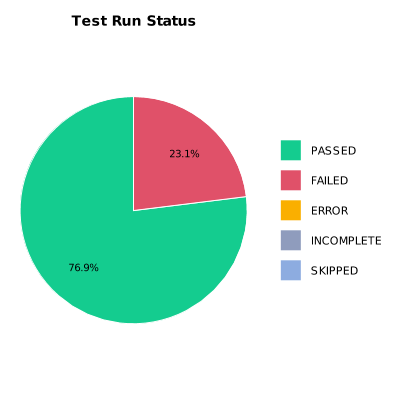 Test Run Status
23.1%
76.9%
PASSED
FAILED
ERROR
INCOMPLETE
SKIPPED